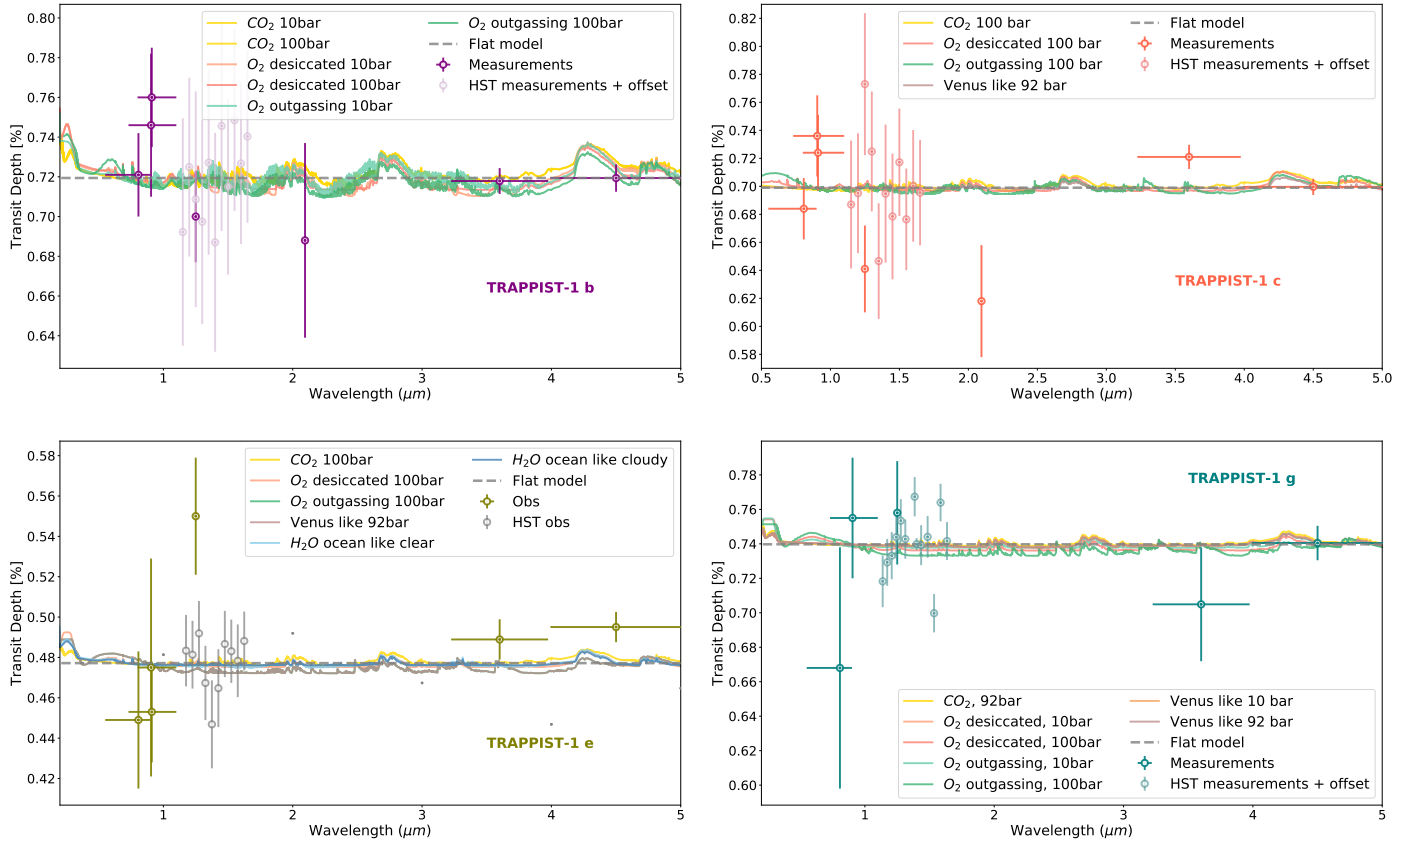 CO₂ 10bar
CO₂ 100bar
O₂ desiccated 10bar
O₂ desiccated 100bar
O₂ outgassing 10bar
O₂ outgassing 100bar
Flat model
Measurements
HST measurements + offset
TRAPPIST-1 b
Transit Depth [%]
0.80
0.78
0.76
0.74
0.72
0.70
0.68
0.66
0.64
1 2 3 4 5
Wavelength (μm)
CO₂ 100 bar
O₂ desiccated 100 bar
O₂ outgassing 100 bar
Venus like 92 bar
Flat model
Measurements
HST measurements + offset
TRAPPIST-1 c
Transit Depth [%]
0.82
0.80
0.78
0.76
0.74
0.72
0.70
0.68
0.66
0.64
0.62
0.60
0.58
0.5 1.0 1.5 2.0 2.5 3.0 3.5 4.0 4.5 5.0
Wavelength (μm)
CO₂ 100bar
O₂ desiccated 100bar
O₂ outgassing 100bar
Venus like 92bar
H₂O ocean like clear
H₂O ocean like cloudy
Flat model
Obs
HST obs
TRAPPIST-1 e
Transit Depth [%]
0.58
0.56
0.54
0.52
0.50
0.48
0.46
0.44
0.42
1 2 3 4 5
Wavelength (μm)
TRAPPIST-1 g
CO₂, 92bar
O₂ desiccated, 10bar
O₂ desiccated, 100bar
O₂ outgassing, 10bar
O₂ outgassing, 100bar
Venus like 10 bar
Venus like 92 bar
Flat model
Measurements
HST measurements + offset
Transit Depth [%]
0.78
0.76
0.74
0.72
0.70
0.68
0.66
0.64
0.62
0.60
1 2 3 4 5
Wavelength (μm)